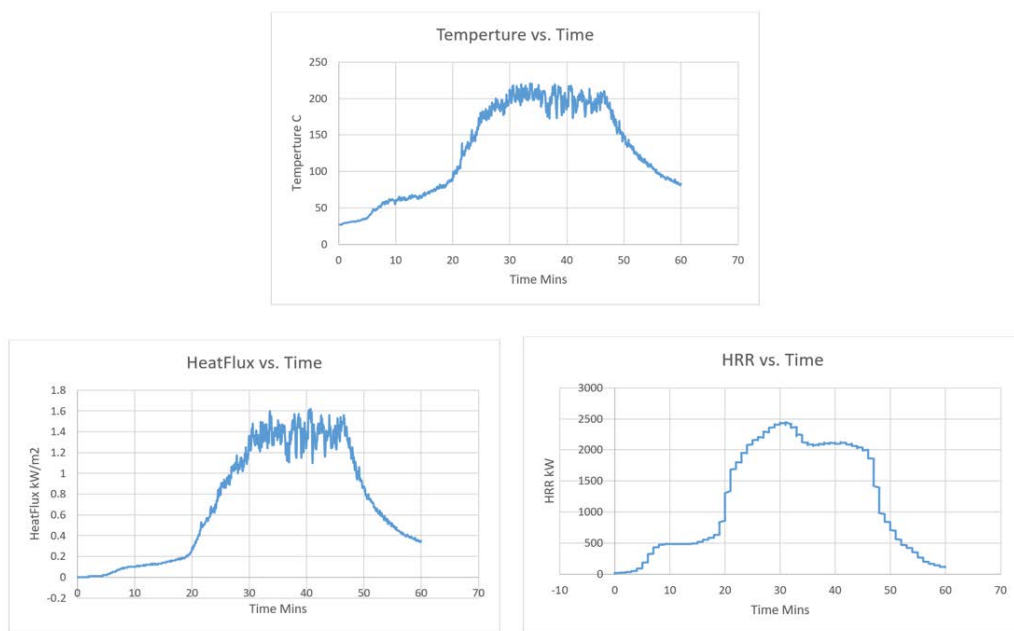 Temperture vs. Time
250
200
150
100
50
0
Temperture C
0 10 20 30 40 50 60 70
Time Mins
HeatFlux vs. Time
1.8
1.6
1.4
1.2
1
0.8
0.6
0.4
0.2
0
-0.2
HeatFlux kW/m2
0 10 20 30 40 50 60 70
Time Mins
HRR vs. Time
3000
2500
2000
1500
1000
500
0
HRR kW
-10 0 10 20 30 40 50 60 70
Time Mins